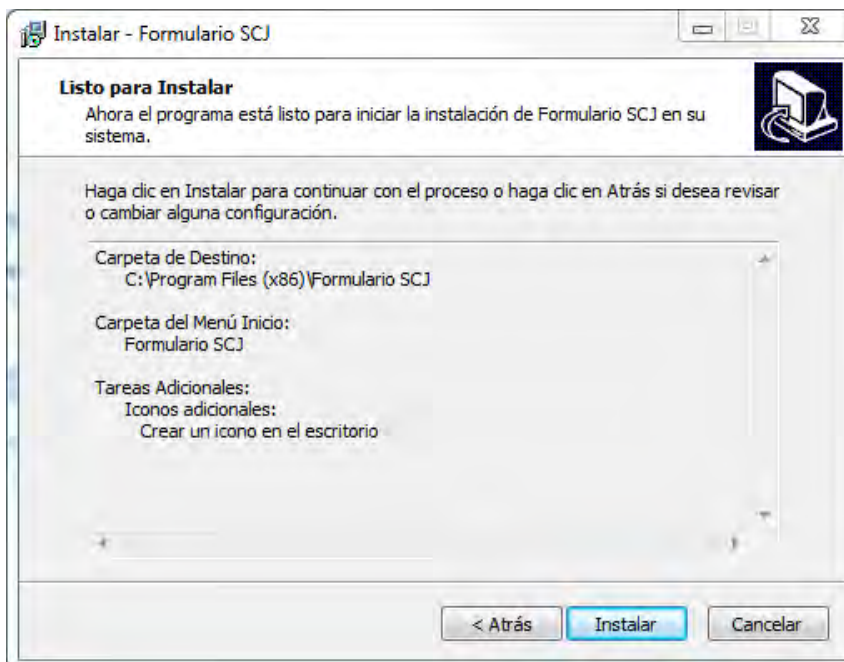 Instalar - Formulario SCJ
Listo para Instalar
Ahora el programa está listo para iniciar la instalación de Formulario SCJ en su
sistema.
Haga clic en Instalar para continuar con el proceso o haga clic en Atrás si desea revisar
o cambiar alguna configuración.
Carpeta de Destino:
C:\Program Files (x86)\Formulario SCJ
Carpeta del Menú Inicio:
Formulario SCJ
Tareas Adicionales:
Iconos adicionales:
Crear un icono en el escritorio
< Atrás
Instalar
Cancelar